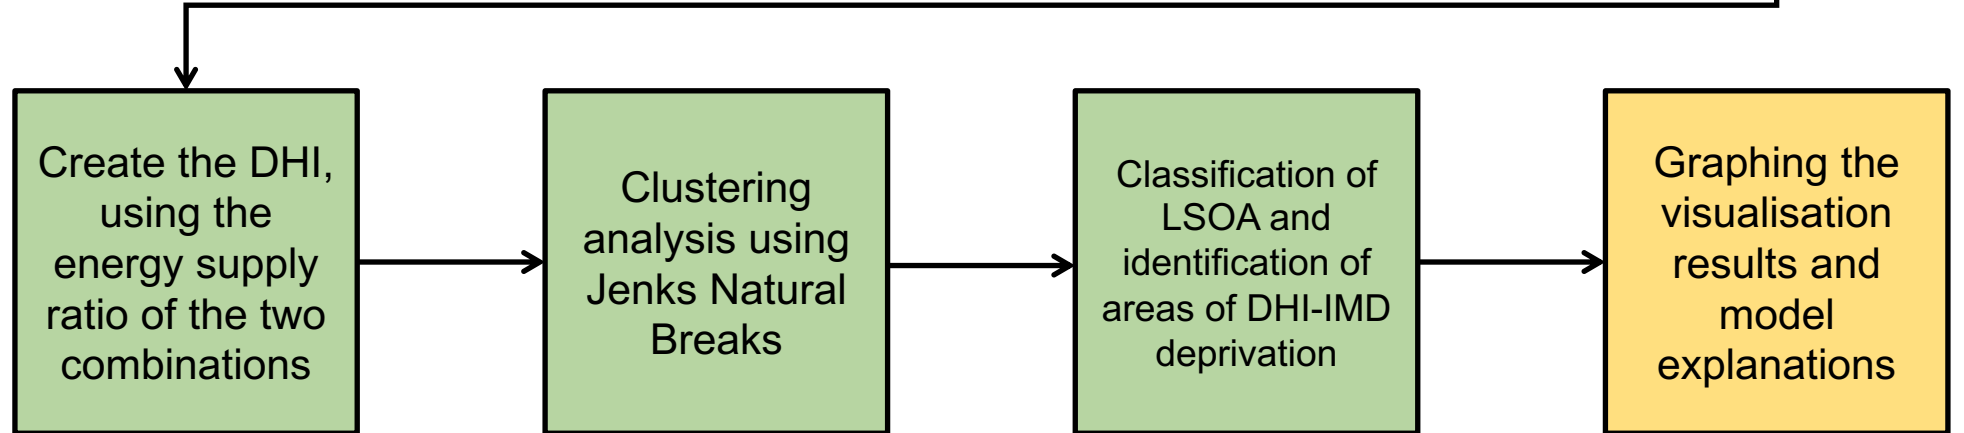 Create the DHI,
using the
energy supply
ratio of the two
combinations
Clustering
analysis using
Jenks Natural
Breaks
Classification of
LSOA and
identification of
areas of DHI-IMD
deprivation
Graphing the
visualisation
results and
model
explanations